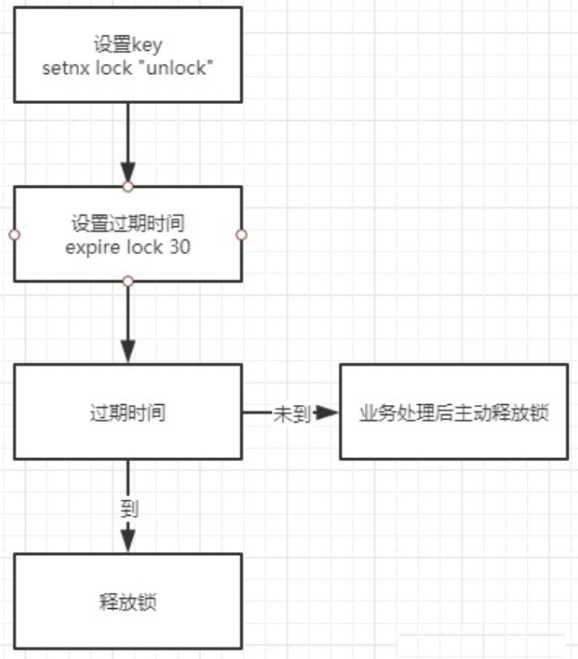 设置key
setnx lock "unlock"
设置过期时间
expire lock 30
过期时间
未到
业务处理后主动释放锁
到
释放锁